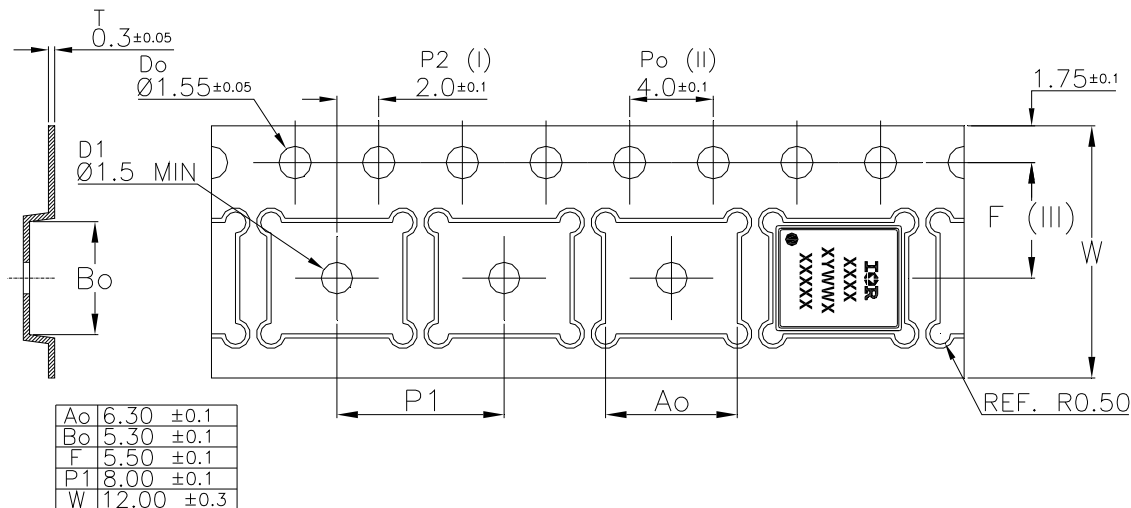 T
0.3±0.05
Do
Ø1.55±0.05
P2 (I)
2.0±0.1
Po (II)
4.0±0.1
1.75±0.1
D1
Ø1.5 MIN
F (III)
W
Bo
IOR
XXXX
XYWWX
XXXXX
P1
Ao
REF. R0.50
Ao 6.30 ±0.1
Bo 5.30 ±0.1
F 5.50 ±0.1
P1 8.00 ±0.1
W 12.00 ±0.3